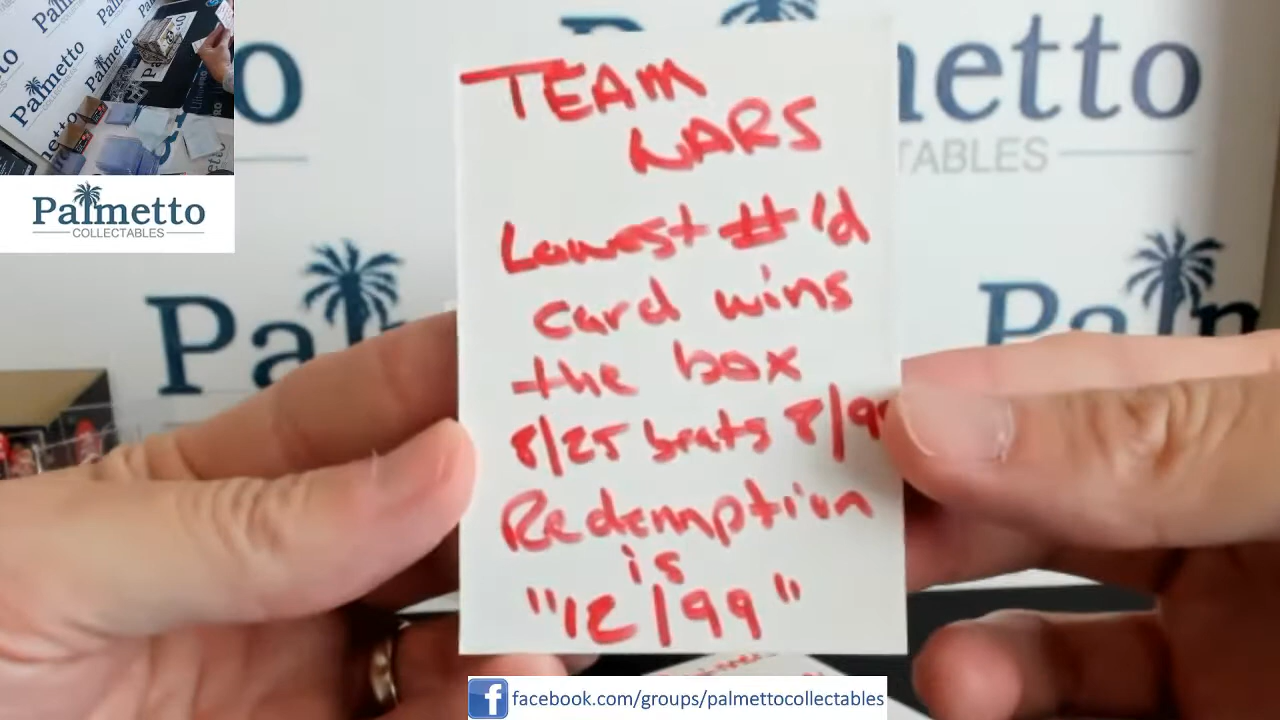 Palmetto
COLLECTABLES
TEAM
WARS
Lowest #'d
card wins
the box
8/25 beats 8/99
Redemption
is
"12/99"
facebook.com/groups/palmettocollectables